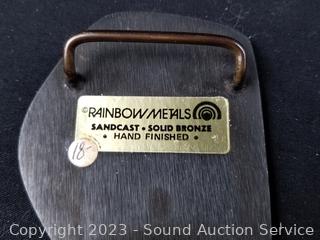 © RAINBOW METALS
SANDCAST • SOLID BRONZE
• HAND FINISHED •
18-
Copyright 2023 - Sound Auction Service